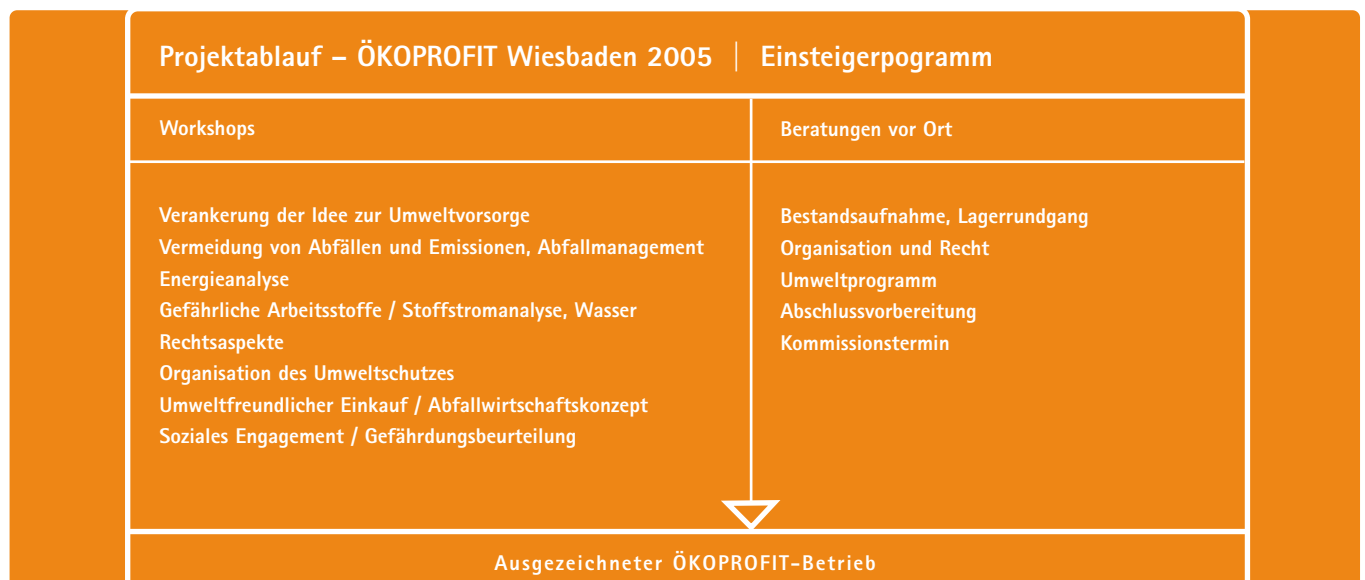 Projektablauf – ÖKOPROFIT Wiesbaden 2005 | Einsteigerpogramm
Workshops
Verankerung der Idee zur Umweltvorsorge
Vermeidung von Abfällen und Emissionen, Abfallmanagement
Energieanalyse
Gefährliche Arbeitsstoffe / Stoffstromanalyse, Wasser
Rechtsaspekte
Organisation des Umweltschutzes
Umweltfreundlicher Einkauf / Abfallwirtschaftskonzept
Soziales Engagement / Gefährdungsbeurteilung
Beratungen vor Ort
Bestandsaufnahme, Lagerrundgang
Organisation und Recht
Umweltprogramm
Abschlussvorbereitung
Kommissionstermin
Ausgezeichneter ÖKOPROFIT-Betrieb